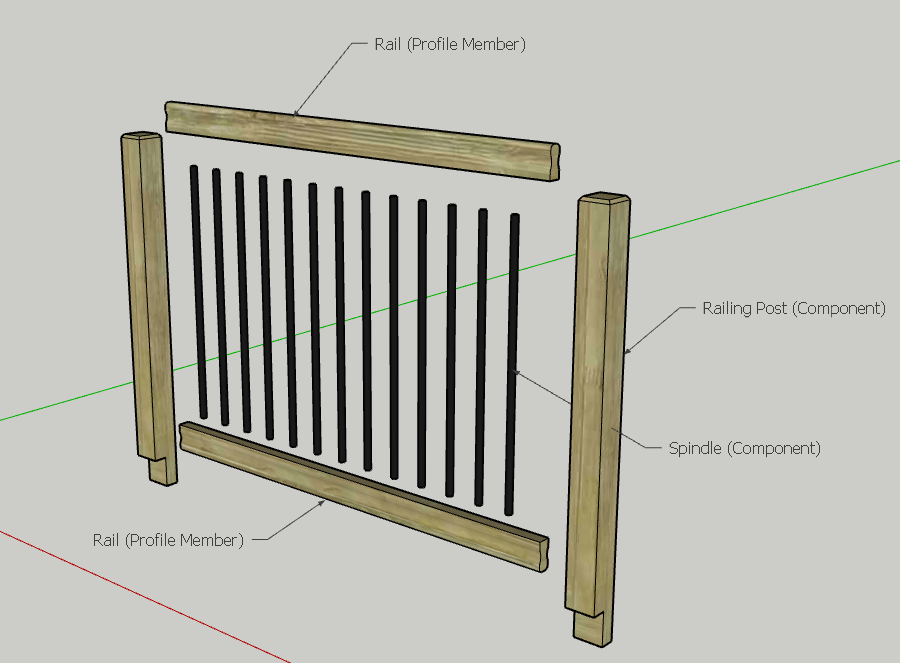 Rail (Profile Member)
Railing Post (Component)
Spindle (Component)
Rail (Profile Member)